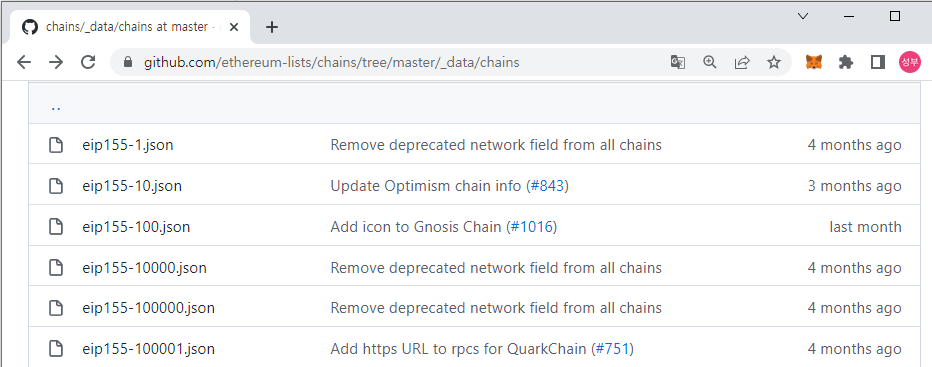 chains/_data/chains at master ·
github.com/ethereum-lists/chains/tree/master/_data/chains
성부
..
eip155-1.json Remove deprecated network field from all chains 4 months ago
eip155-10.json Update Optimism chain info (#843) 3 months ago
eip155-100.json Add icon to Gnosis Chain (#1016) last month
eip155-10000.json Remove deprecated network field from all chains 4 months ago
eip155-100000.json Remove deprecated network field from all chains 4 months ago
eip155-100001.json Add https URL to rpcs for QuarkChain (#751) 4 months ago